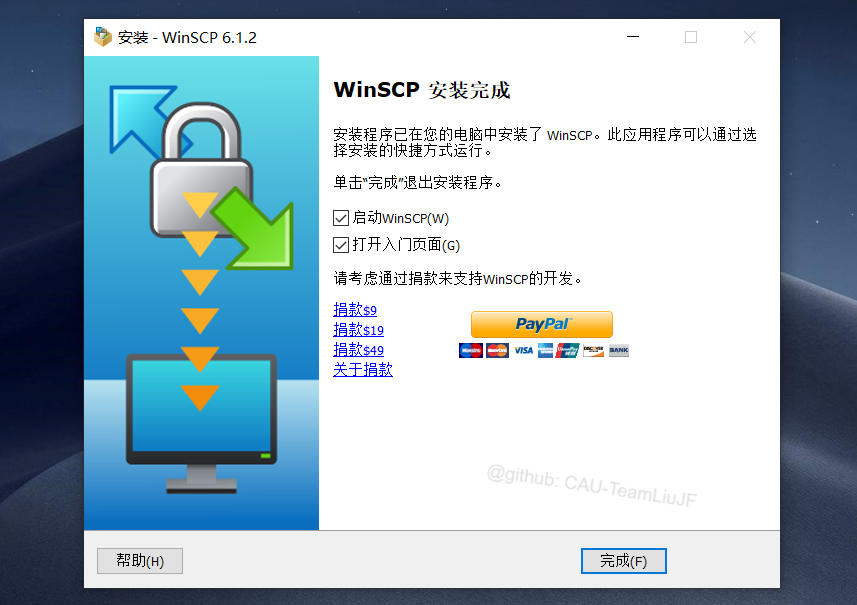 安装 - WinSCP 6.1.2
WinSCP 安装完成
安装程序已在您的电脑中安装了 WinSCP。此应用程序可以通过选
择安装的快捷方式运行。
单击“完成”退出安装程序。
启动WinSCP(W)
打开入门页面(G)
请考虑通过捐款来支持WinSCP的开发。
捐款$9
捐款$19
捐款$49
关于捐款
PayPal™
VISA
DISCOVER
BANK
@github: CAU-TeamLiuJF
帮助(H)
完成(F)